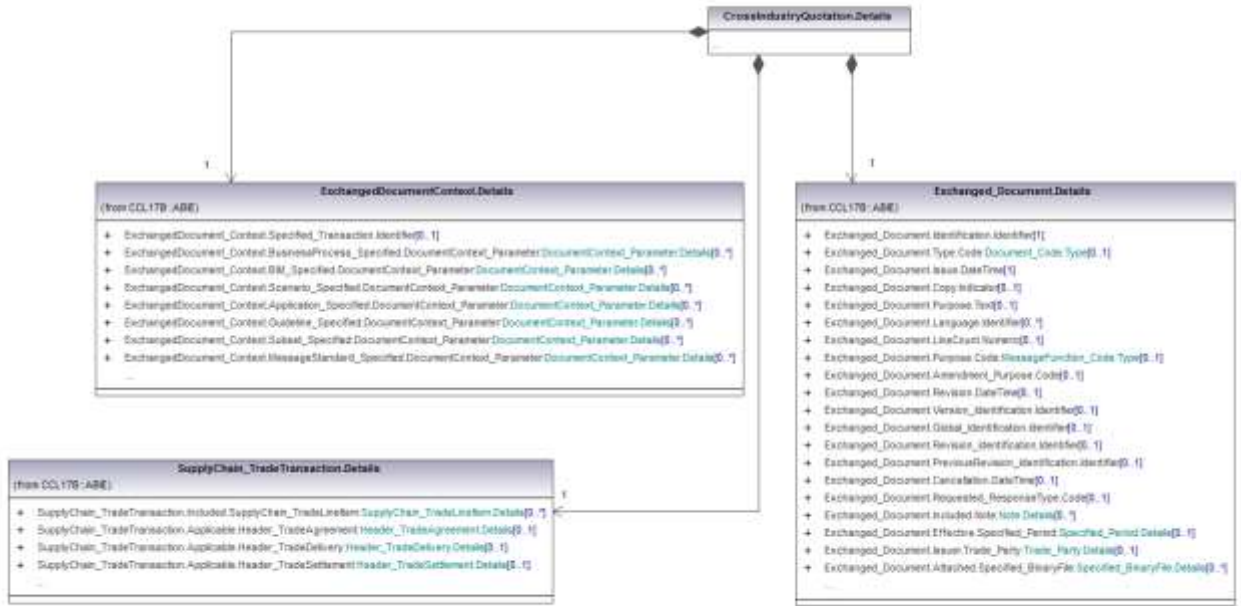 CrossIndustryQuotation.Details
...
1
1
ExchangedDocumentContext.Details
(from CCL17B::ABIE)
+ ExchangedDocument_Context.Specified_Transaction.Identifier[0..1]
+ ExchangedDocument_Context.BusinessProcess_Specified.DocumentContext_Parameter:DocumentContext_Parameter.Details[0..*]
+ ExchangedDocument_Context.BIM_Specified.DocumentContext_Parameter:DocumentContext_Parameter.Details[0..*]
+ ExchangedDocument_Context.Scenario_Specified.DocumentContext_Parameter:DocumentContext_Parameter.Details[0..*]
+ ExchangedDocument_Context.Application_Specified.DocumentContext_Parameter:DocumentContext_Parameter.Details[0..*]
+ ExchangedDocument_Context.Guideline_Specified.DocumentContext_Parameter:DocumentContext_Parameter.Details[0..*]
+ ExchangedDocument_Context.Subset_Specified.DocumentContext_Parameter:DocumentContext_Parameter.Details[0..*]
+ ExchangedDocument_Context.MessageStandard_Specified.DocumentContext_Parameter:DocumentContext_Parameter.Details[0..*]
...
Exchanged_Document.Details
(from CCL17B::ABIE)
+ Exchanged_Document.Identification.Identifier[1]
+ Exchanged_Document.Type.Code:Document_Code.Type[0..1]
+ Exchanged_Document.Issue.DateTime[1]
+ Exchanged_Document.Copy.Indicator[0..1]
+ Exchanged_Document.Purpose.Text[0..1]
+ Exchanged_Document.Language.Identifier[0..*]
+ Exchanged_Document.LineCount.Numeric[0..1]
+ Exchanged_Document.Purpose.Code:MessageFunction_Code.Type[0..1]
+ Exchanged_Document.Amendment_Purpose.Code[0..1]
+ Exchanged_Document.Revision.DateTime[0..1]
+ Exchanged_Document.Version_Identification.Identifier[0..1]
+ Exchanged_Document.Global_Identification.Identifier[0..1]
+ Exchanged_Document.Revision_Identification.Identifier[0..1]
+ Exchanged_Document.PreviousRevision_Identification.Identifier[0..1]
+ Exchanged_Document.Cancellation.DateTime[0..1]
+ Exchanged_Document.Requested_ResponseType.Code[0..1]
+ Exchanged_Document.Included.Note:Note.Details[0..*]
+ Exchanged_Document.Effective.Specified_Period:Specified_Period.Details[0..1]
+ Exchanged_Document.Issuer.Trade_Party:Trade_Party.Details[0..1]
+ Exchanged_Document.Attached.Specified_BinaryFile:Specified_BinaryFile.Details[0..*]
...
SupplyChain_TradeTransaction.Details
(from CCL17B::ABIE)
1
+ SupplyChain_TradeTransaction.Included.SupplyChain_TradeLineItem:SupplyChain_TradeLineItem.Details[0..*]
+ SupplyChain_TradeTransaction.Applicable.Header_TradeAgreement:Header_TradeAgreement.Details[0..1]
+ SupplyChain_TradeTransaction.Applicable.Header_TradeDelivery:Header_TradeDelivery.Details[0..1]
+ SupplyChain_TradeTransaction.Applicable.Header_TradeSettlement:Header_TradeSettlement.Details[0..1]
...